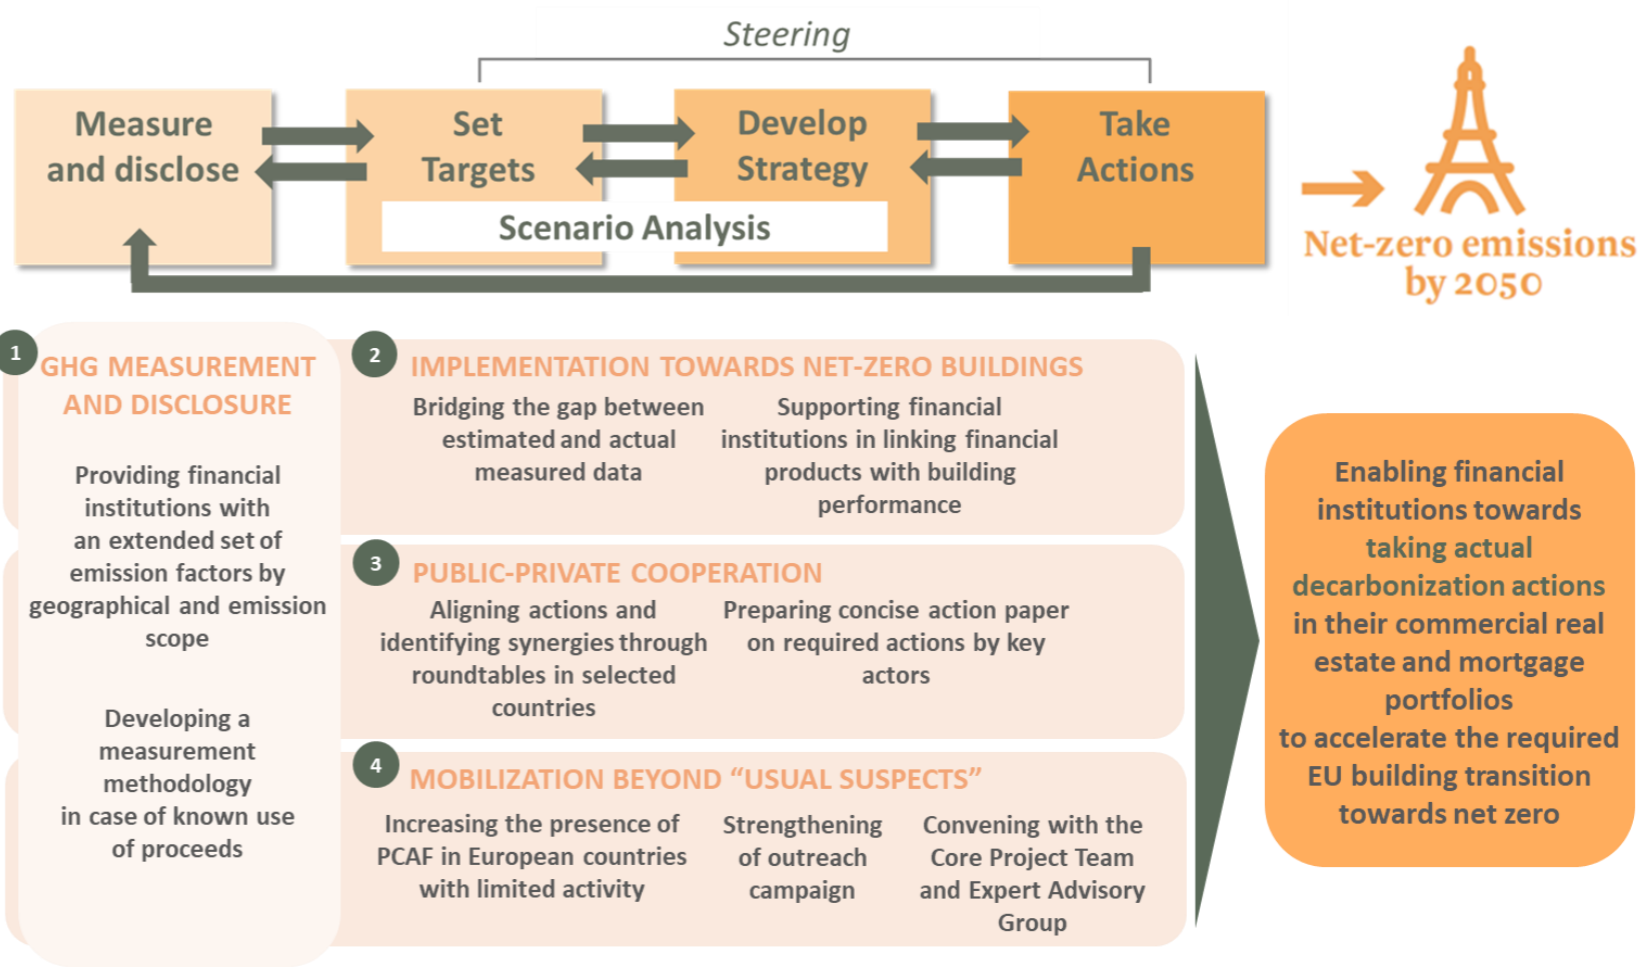 Steering
Measure
and disclose
Set
Targets
Develop
Strategy
Take
Actions
Scenario Analysis
Net-zero emissions
by 2050
1
GHG MEASUREMENT
AND DISCLOSURE
Providing financial
institutions with
an extended set of
emission factors by
geographical and emission
scope
Developing a
measurement
methodology
in case of known use
of proceeds
2
IMPLEMENTATION TOWARDS NET-ZERO BUILDINGS
Bridging the gap between
estimated and actual
measured data
Supporting financial
institutions in linking financial
products with building
performance
3
PUBLIC-PRIVATE COOPERATION
Aligning actions and
identifying synergies through
roundtables in selected
countries
Preparing concise action paper
on required actions by key
actors
4
MOBILIZATION BEYOND “USUAL SUSPECTS”
Increasing the presence of
PCAF in European countries
with limited activity
Strengthening
of outreach
campaign
Convening with the
Core Project Team
and Expert Advisory
Group
Enabling financial
institutions towards
taking actual
decarbonization actions
in their commercial real
estate and mortgage
portfolios
to accelerate the required
EU building transition
towards net zero